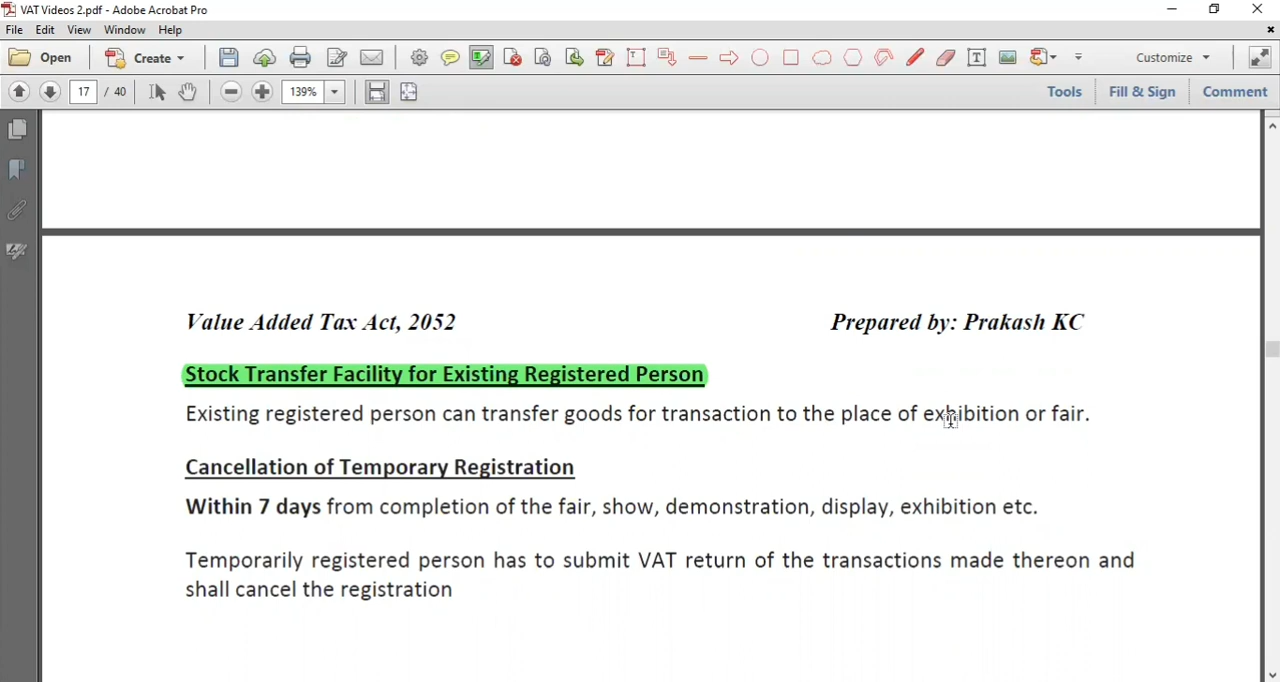 VAT Videos 2.pdf - Adobe Acrobat Pro
File Edit View Window Help
Open Create Customize
17 / 40 139% Tools Fill & Sign Comment
Value Added Tax Act, 2052 Prepared by: Prakash KC
Stock Transfer Facility for Existing Registered Person
Existing registered person can transfer goods for transaction to the place of exhibition or fair.
Cancellation of Temporary Registration
Within 7 days from completion of the fair, show, demonstration, display, exhibition etc.
Temporarily registered person has to submit VAT return of the transactions made thereon and
shall cancel the registration